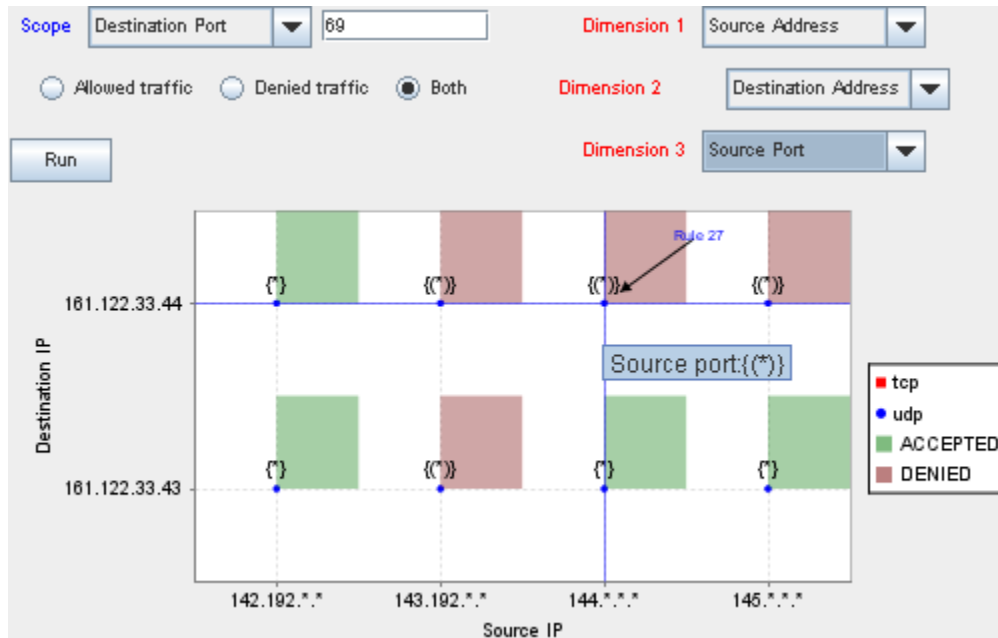 Scope Destination Port 69 Dimension 1 Source Address
Allowed traffic Denied traffic Both Dimension 2 Destination Address
Run Dimension 3 Source Port
Rule 27
161.122.33.44 {*} {(*)} {(*)} {(*)}
Source port:{(*)}
Destination IP
tcp
udp
ACCEPTED
DENIED
161.122.33.43 {*} {(*)} {*} {*}
142.192.*.* 143.192.*.* 144.*.*.* 145.*.*.*
Source IP